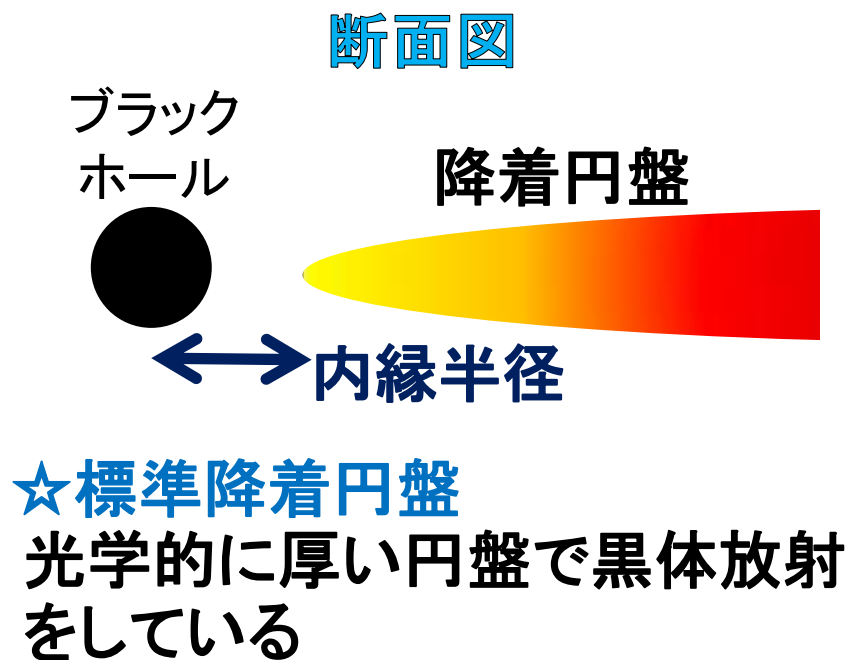 断面図
ブラック
ホール
降着円盤
内縁半径
☆標準降着円盤
光学的に厚い円盤で黒体放射
をしている